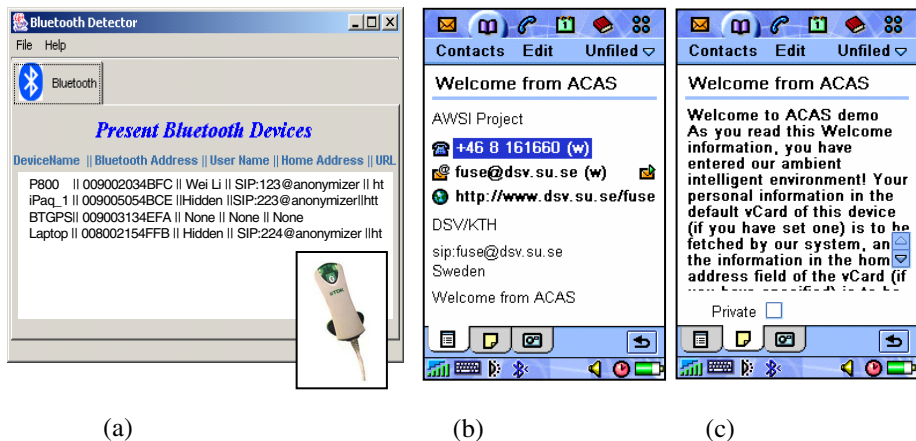 Bluetooth Detector
File Help
Bluetooth
Present Bluetooth Devices
DeviceName || Bluetooth Address || User Name || Home Address || URL
P800 || 009002034BFC || Wei Li || SIP:123@anonymizer || ht
iPaq_1 || 009005054BCE ||Hidden ||SIP:223@anonymizer||htt
BTGPS|| 009003134EFA || None || None || None
Laptop || 008002154FFB || Hidden || SIP:224@anonymizer ||ht
TDK
(a)
Contacts Edit Unfiled
Welcome from ACAS
AWSI Project
+46 8 161660 (w)
fuse@dsv.su.se (w)
http://www.dsv.su.se/fuse
DSV/KTH
sip:fuse@dsv.su.se
Sweden
Welcome from ACAS
(b)
Contacts Edit Unfiled
Welcome from ACAS
Welcome to ACAS demo
As you read this Welcome
information, you have
entered our ambient
intelligent environment! Your
personal information in the
default vCard of this device
(if you have set one) is to be
fetched by our system, an
the information in the hom
address field of the vCard (if
Private
(c)